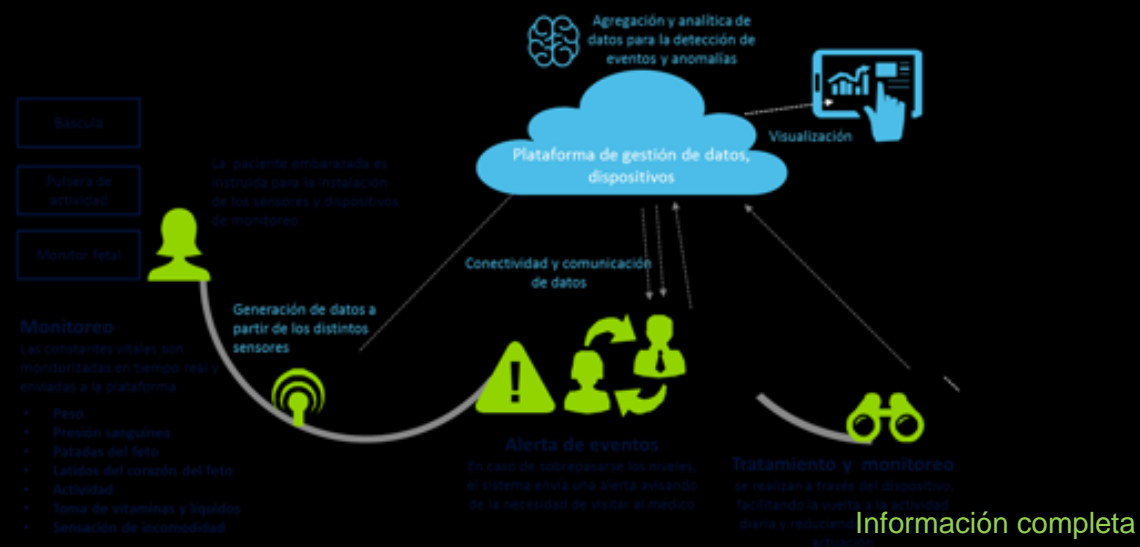 Agregación y analítica de
datos para la detección de
eventos y anomalías
Báscula
Pulsera de
actividad
Monitor fetal
La paciente embarazada es
instruida para la instalación
de los sensores y dispositivos
de monitoreo
Plataforma de gestión de datos,
dispositivos
Visualización
Conectividad y comunicación
de datos
Generación de datos a
partir de los distintos
sensores
Monitoreo
Las constantes vitales son
monitorizadas en tiempo real y
enviadas a la plataforma
• Peso
• Presión sanguínea
• Patadas del feto
• Latidos del corazón del feto
• Actividad
• Toma de vitaminas y líquidos
• Sensación de incomodidad
Alerta de eventos
En caso de sobrepasarse los niveles,
el sistema envía una alerta avisando
de la necesidad de visitar al médico
Tratamiento y monitoreo
se realizan a través del dispositivo,
facilitando la vuelta a la actividad
diaria y reduciendo
actuación
Información completa